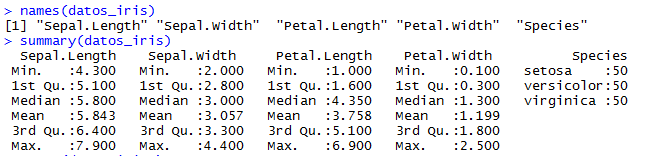 > names(datos_iris)
[1] "Sepal.Length" "Sepal.Width"  "Petal.Length" "Petal.Width"  "Species"
> summary(datos_iris)
  Sepal.Length    Sepal.Width     Petal.Length    Petal.Width          Species
 Min.   :4.300   Min.   :2.000   Min.   :1.000   Min.   :0.100   setosa    :50
 1st Qu.:5.100   1st Qu.:2.800   1st Qu.:1.600   1st Qu.:0.300   versicolor:50
 Median :5.800   Median :3.000   Median :4.350   Median :1.300   virginica :50
 Mean   :5.843   Mean   :3.057   Mean   :3.758   Mean   :1.199
 3rd Qu.:6.400   3rd Qu.:3.300   3rd Qu.:5.100   3rd Qu.:1.800
 Max.   :7.900   Max.   :4.400   Max.   :6.900   Max.   :2.500